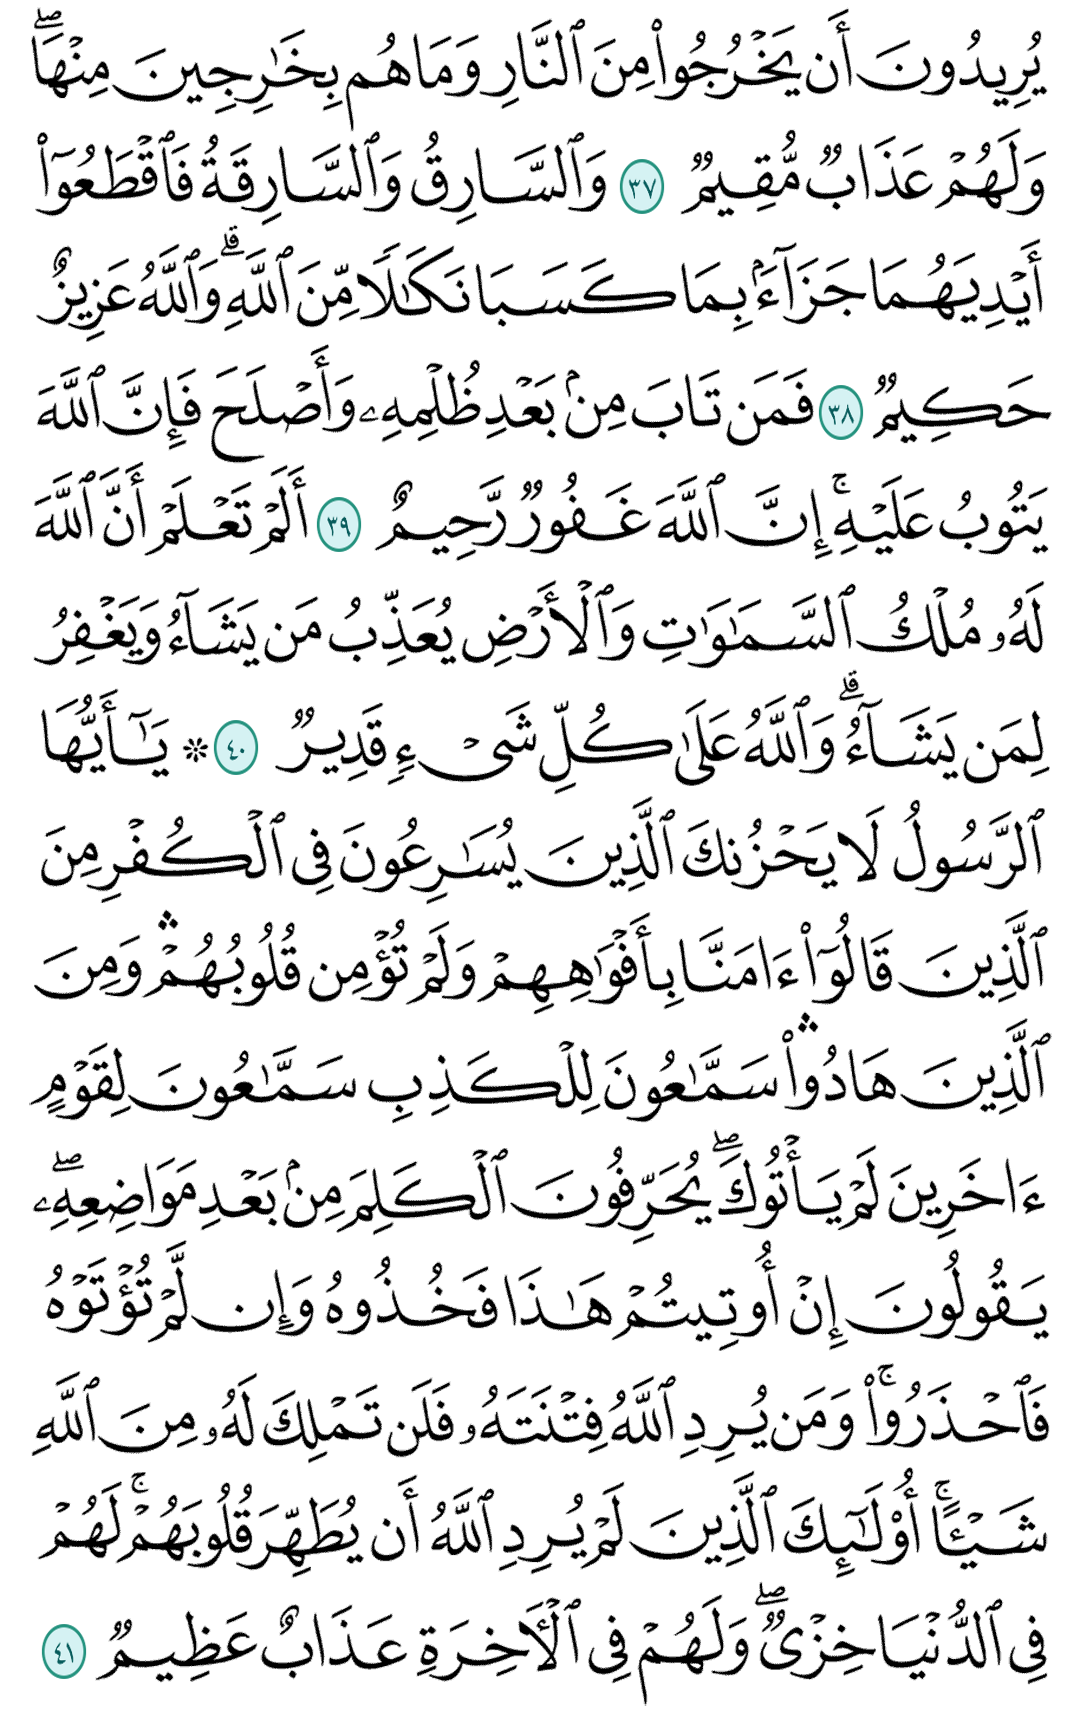 يُرِيدُونَ أَن يَخْرُجُوا۟ مِنَ ٱلنَّارِ وَمَا هُم بِخَٰرِجِينَ مِنْهَا ۖ
وَلَهُمْ عَذَابٌ مُّقِيمٌ ٣٧ وَٱلسَّارِقُ وَٱلسَّارِقَةُ فَٱقْطَعُوٓا۟
أَيْدِيَهُمَا جَزَآءَۢ بِمَا كَسَبَا نَكَٰلًا مِّنَ ٱللَّهِ ۗ وَٱللَّهُ عَزِيزٌ
حَكِيمٌ ٣٨ فَمَن تَابَ مِنۢ بَعْدِ ظُلْمِهِۦ وَأَصْلَحَ فَإِنَّ ٱللَّهَ
يَتُوبُ عَلَيْهِ ۚ إِنَّ ٱللَّهَ غَفُورٌ رَّحِيمٌ ٣٩ أَلَمْ تَعْلَمْ أَنَّ ٱللَّهَ
لَهُۥ مُلْكُ ٱلسَّمَٰوَٰتِ وَٱلْأَرْضِ يُعَذِّبُ مَن يَشَآءُ وَيَغْفِرُ
لِمَن يَشَآءُ ۗ وَٱللَّهُ عَلَىٰ كُلِّ شَىْءٍ قَدِيرٌ ٤٠ ۞ يَٰٓأَيُّهَا
ٱلرَّسُولُ لَا يَحْزُنكَ ٱلَّذِينَ يُسَٰرِعُونَ فِى ٱلْكُفْرِ مِنَ
ٱلَّذِينَ قَالُوٓا۟ ءَامَنَّا بِأَفْوَٰهِهِمْ وَلَمْ تُؤْمِن قُلُوبُهُمْ ۛ وَمِنَ
ٱلَّذِينَ هَادُوا۟ ۛ سَمَّٰعُونَ لِلْكَذِبِ سَمَّٰعُونَ لِقَوْمٍ
ءَاخَرِينَ لَمْ يَأْتُوكَ ۖ يُحَرِّفُونَ ٱلْكَلِمَ مِنۢ بَعْدِ مَوَاضِعِهِۦ ۖ
يَقُولُونَ إِنْ أُوتِيتُمْ هَٰذَا فَخُذُوهُ وَإِن لَّمْ تُؤْتَوْهُ
فَٱحْذَرُوا۟ ۚ وَمَن يُرِدِ ٱللَّهُ فِتْنَتَهُۥ فَلَن تَمْلِكَ لَهُۥ مِنَ ٱللَّهِ
شَيْـًٔا ۚ أُو۟لَٰٓئِكَ ٱلَّذِينَ لَمْ يُرِدِ ٱللَّهُ أَن يُطَهِّرَ قُلُوبَهُمْ ۚ لَهُمْ
فِى ٱلدُّنْيَا خِزْىٌ ۖ وَلَهُمْ فِى ٱلْءَاخِرَةِ عَذَابٌ عَظِيمٌ ٤١